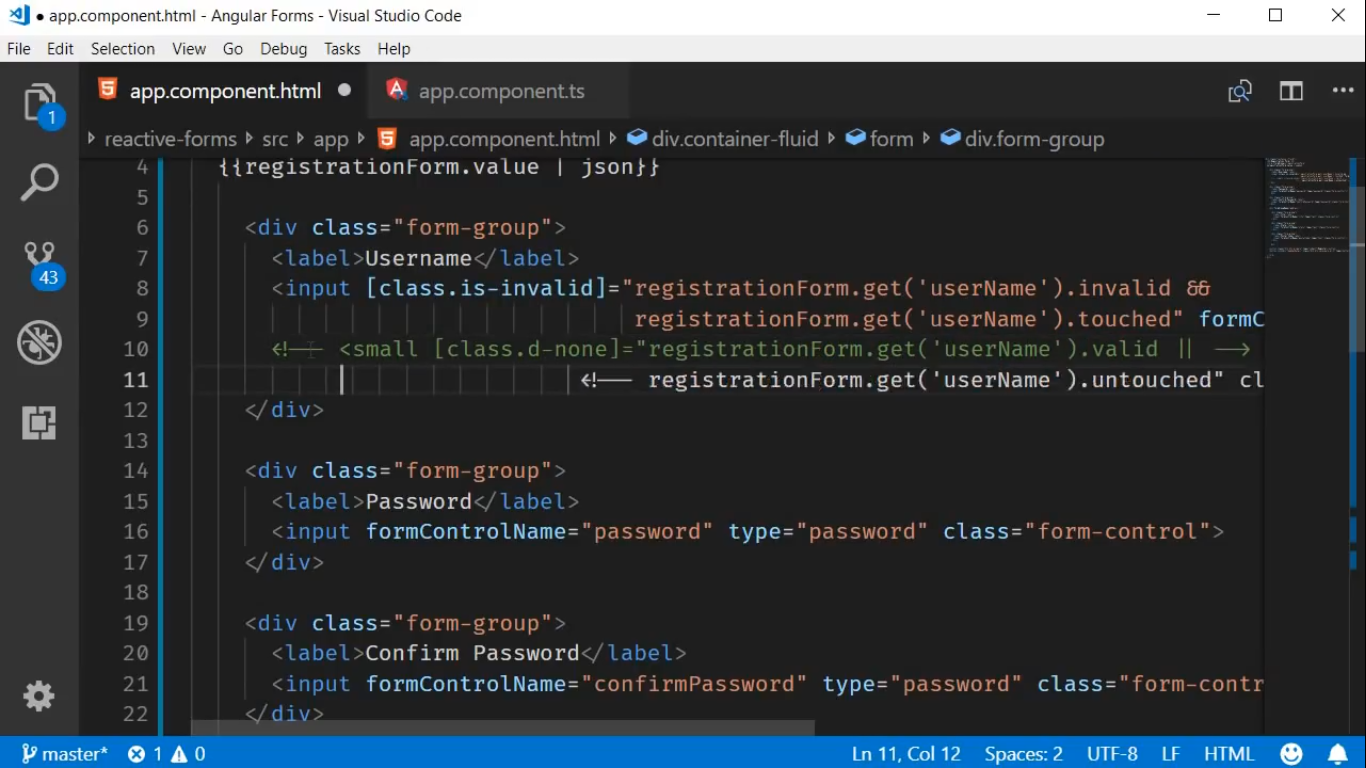 app.component.html - Angular Forms - Visual Studio Code
File Edit Selection View Go Debug Tasks Help
app.component.html app.component.ts
reactive-forms src app app.component.html div.container-fluid form div.form-group
1
43
4 {{registrationForm.value | json}}
5
6 <div class="form-group">
7 <label>Username</label>
8 <input [class.is-invalid]="registrationForm.get('userName').invalid &&
9 registrationForm.get('userName').touched" formC
10 <!-- <small [class.d-none]="registrationForm.get('userName').valid || -->
11 <!-- registrationForm.get('userName').untouched" cl
12 </div>
13
14 <div class="form-group">
15 <label>Password</label>
16 <input formControlName="password" type="password" class="form-control">
17 </div>
18
19 <div class="form-group">
20 <label>Confirm Password</label>
21 <input formControlName="confirmPassword" type="password" class="form-contr
22 </div>
master* 1 0 Ln 11, Col 12 Spaces: 2 UTF-8 LF HTML